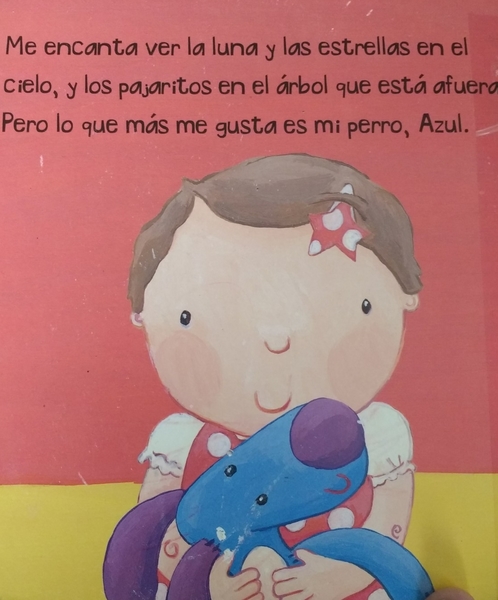 Me encanta ver la luna y las estrellas en el
cielo, y los pajaritos en el árbol que está afuera
Pero lo que más me gusta es mi perro, Azul.